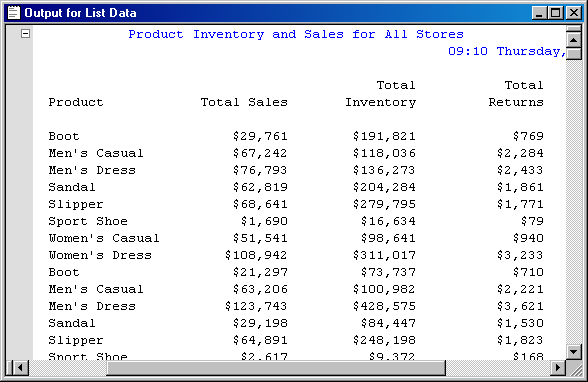 Output for List Data
Product Inventory and Sales for All Stores
09:10 Thursday,
Total Total
Product Total Sales Inventory Returns
Boot $29,761 $191,821 $769
Men's Casual $67,242 $118,036 $2,284
Men's Dress $76,793 $136,273 $2,433
Sandal $62,819 $204,284 $1,861
Slipper $68,641 $279,795 $1,771
Sport Shoe $1,690 $16,634 $79
Women's Casual $51,541 $98,641 $940
Women's Dress $108,942 $311,017 $3,233
Boot $21,297 $73,737 $710
Men's Casual $63,206 $100,982 $2,221
Men's Dress $123,743 $428,575 $3,621
Sandal $29,198 $84,447 $1,530
Slipper $64,891 $248,198 $1,823
Sport Shoe $2,617 $9,372 $168